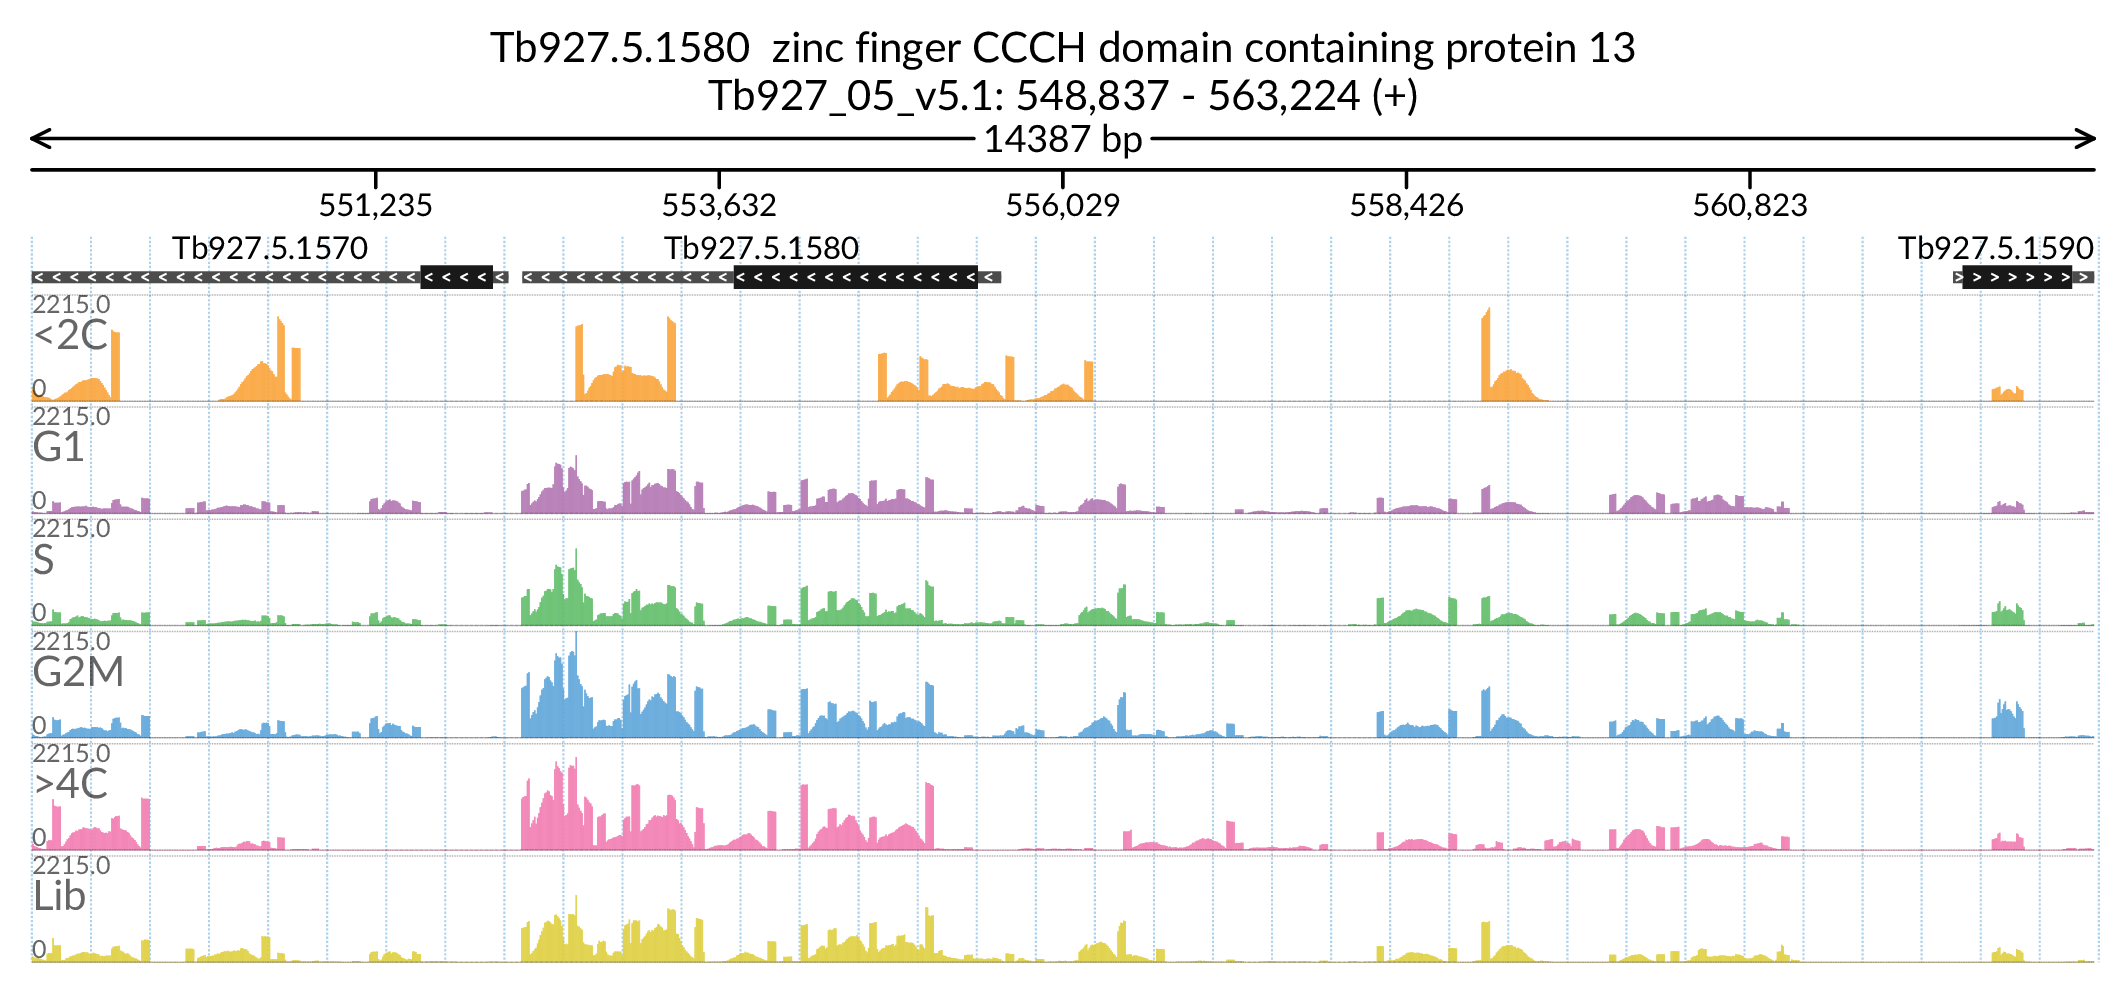 Tb927.5.1580 zinc finger CCCH domain containing protein 13
Tb927_05_v5.1: 548,837 - 563,224 (+)
14387 bp
551,235 553,632 556,029 558,426 560,823
Tb927.5.1570 Tb927.5.1580 Tb927.5.1590
2215.0
<2C
0
2215.0
G1
0
2215.0
S
0
2215.0
G2M
0
2215.0
>4C
0
2215.0
Lib
0